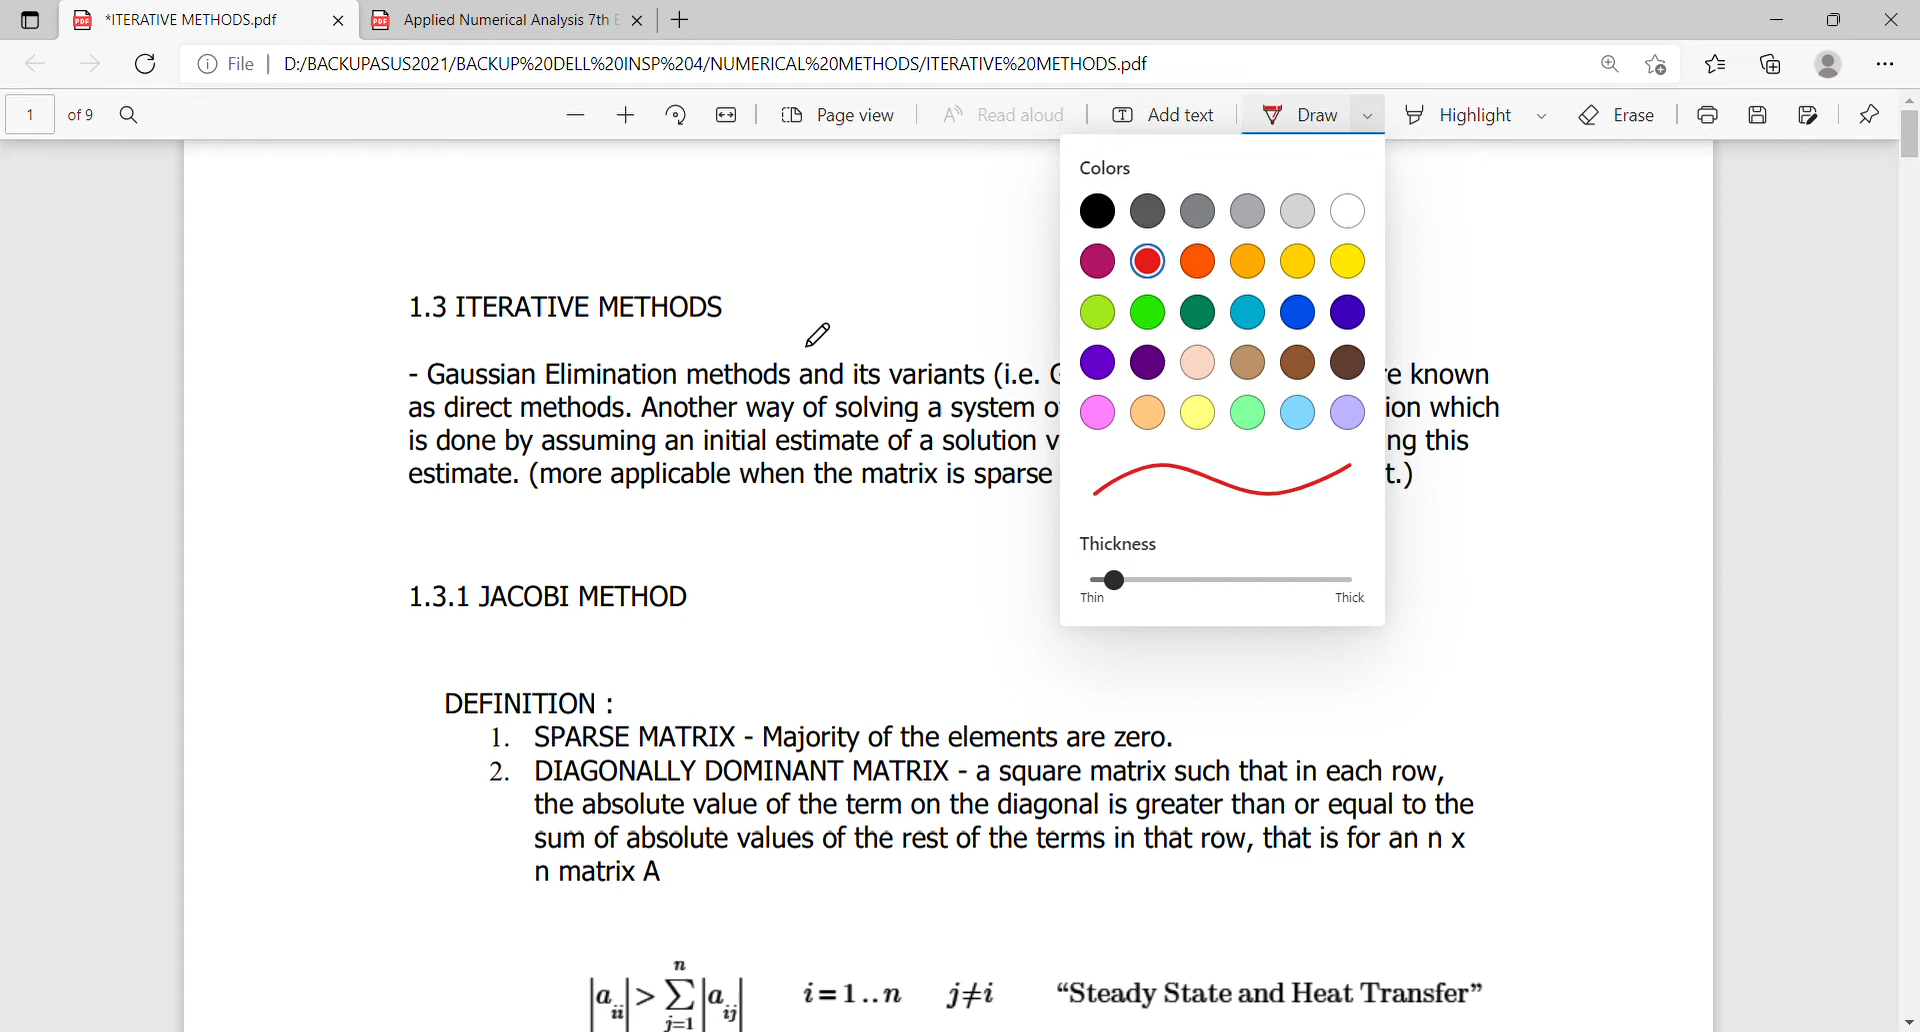 *ITERATIVE METHODS.pdf
Applied Numerical Analysis 7th E
File
D:/BACKUPASUS2021/BACKUP%20DELL%20INSP%204/NUMERICAL%20METHODS/ITERATIVE%20METHODS.pdf
1 of 9
Page view
Read aloud
Add text
Draw
Highlight
Erase
Colors
Thickness
Thin
Thick
1.3 ITERATIVE METHODS
- Gaussian Elimination methods and its variants (i.e. known
as direct methods. Another way of solving a system which
is done by assuming an initial estimate of a solution this
estimate. (more applicable when the matrix is sparse
1.3.1 JACOBI METHOD
DEFINITION :
1. SPARSE MATRIX - Majority of the elements are zero.
2. DIAGONALLY DOMINANT MATRIX - a square matrix such that in each row,
the absolute value of the term on the diagonal is greater than or equal to the
sum of absolute values of the rest of the terms in that row, that is for an n x
n matrix A
|a_ii| > ∑_{j=1}^{n} |a_ij| i=1..n j≠i “Steady State and Heat Transfer”